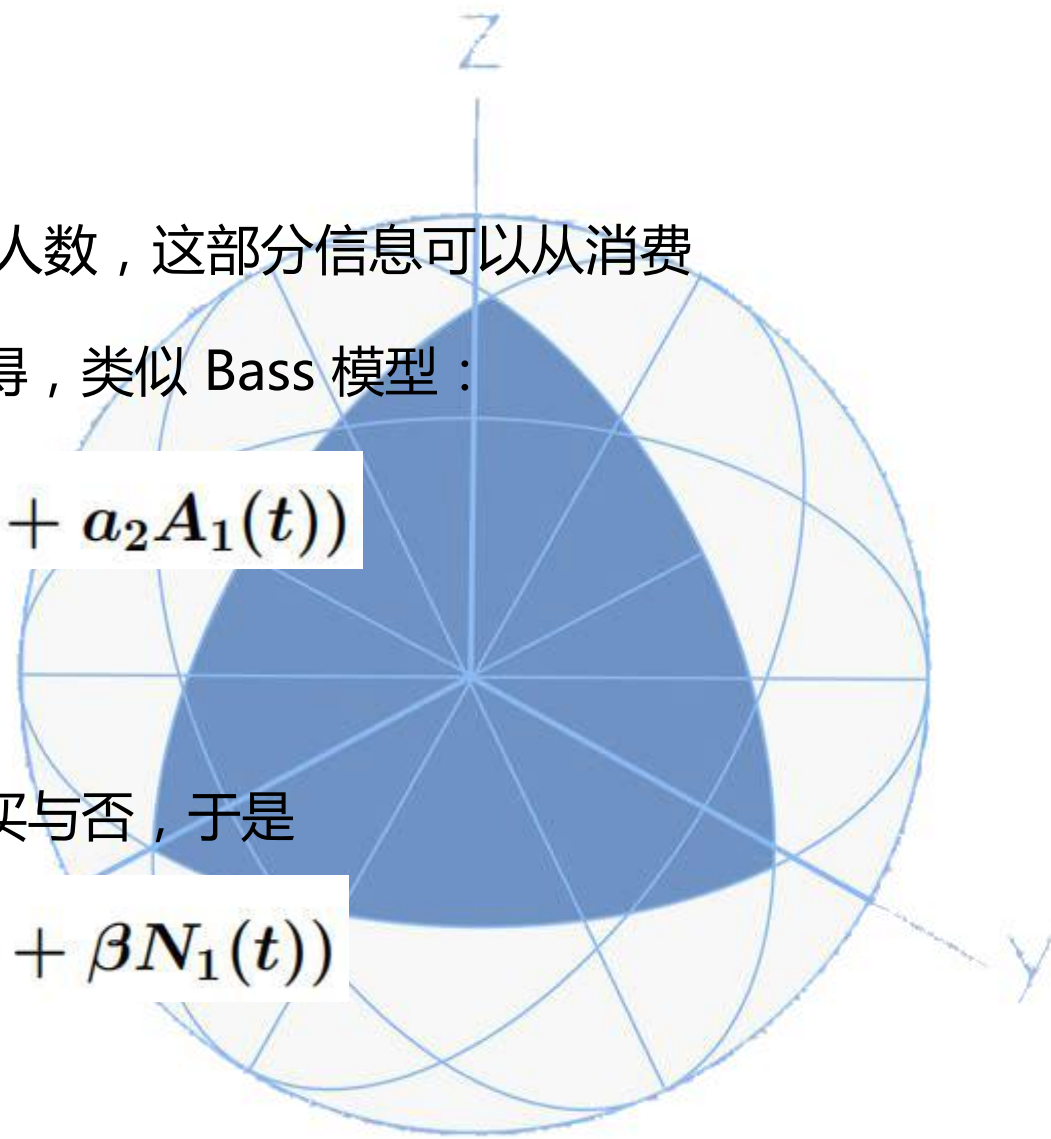 Z
人数，这部分信息可以从消费
得，类似 Bass 模型：
+ a₂A₁(t))
买与否，于是
+ βN₁(t))
Y